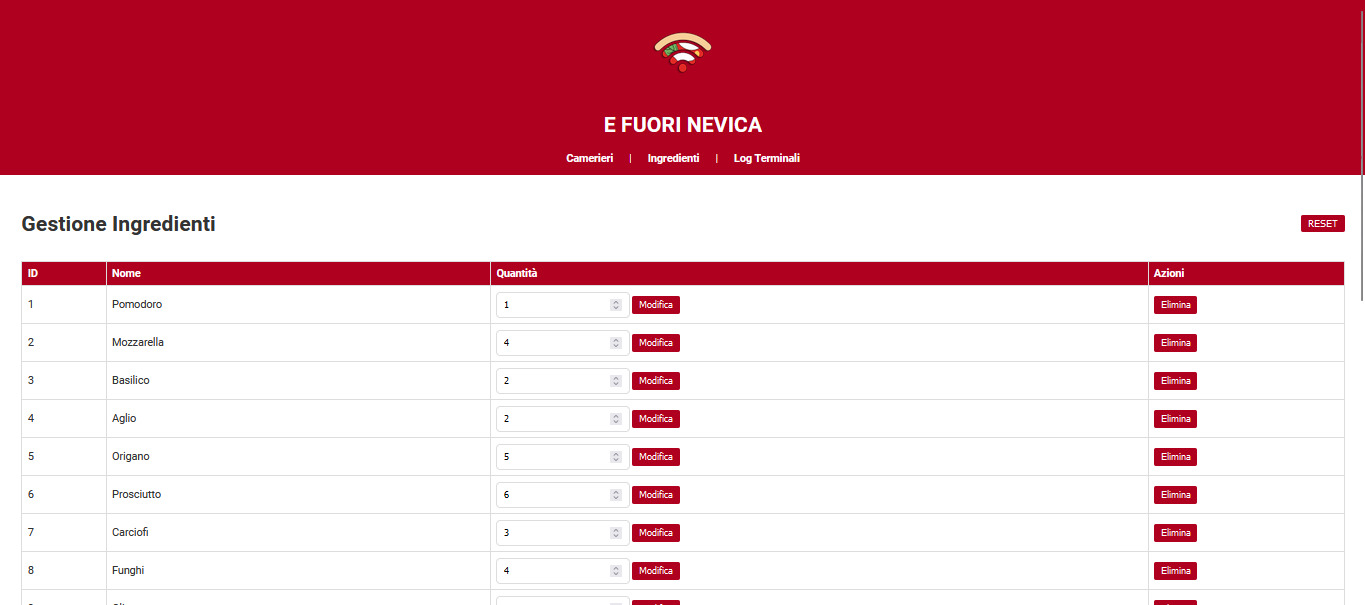 E FUORI NEVICA
Camerieri | Ingredienti | Log Terminali
Gestione Ingredienti RESET
ID Nome Quantità Azioni
1 Pomodoro 1 Modifica Elimina
2 Mozzarella 4 Modifica Elimina
3 Basilico 2 Modifica Elimina
4 Aglio 2 Modifica Elimina
5 Origano 5 Modifica Elimina
6 Prosciutto 6 Modifica Elimina
7 Carciofi 3 Modifica Elimina
8 Funghi 4 Modifica Elimina